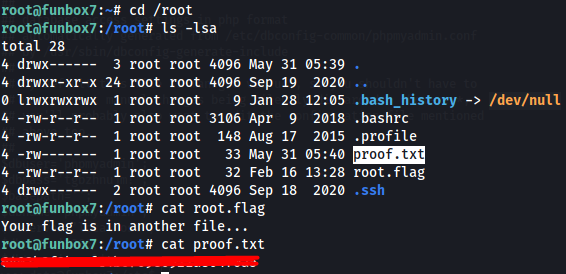 root@funbox7:~# cd /root
root@funbox7:/root# ls -lsa
total 28
4 drwx------  3 root root 4096 May 31 05:39 .
4 drwxr-xr-x 24 root root 4096 Sep 19  2020 ..
0 lrwxrwxrwx  1 root root    9 Jan 28 12:05 .bash_history -> /dev/null
4 -rw-r--r--  1 root root 3106 Apr  9  2018 .bashrc
4 -rw-r--r--  1 root root  148 Aug 17  2015 .profile
4 -rw-------  1 root root   33 May 31 05:40 proof.txt
4 -rw-r--r--  1 root root   32 Feb 16 13:28 root.flag
4 drwx------  2 root root 4096 Sep 18  2020 .ssh
root@funbox7:/root# cat root.flag
Your flag is in another file...
root@funbox7:/root# cat proof.txt